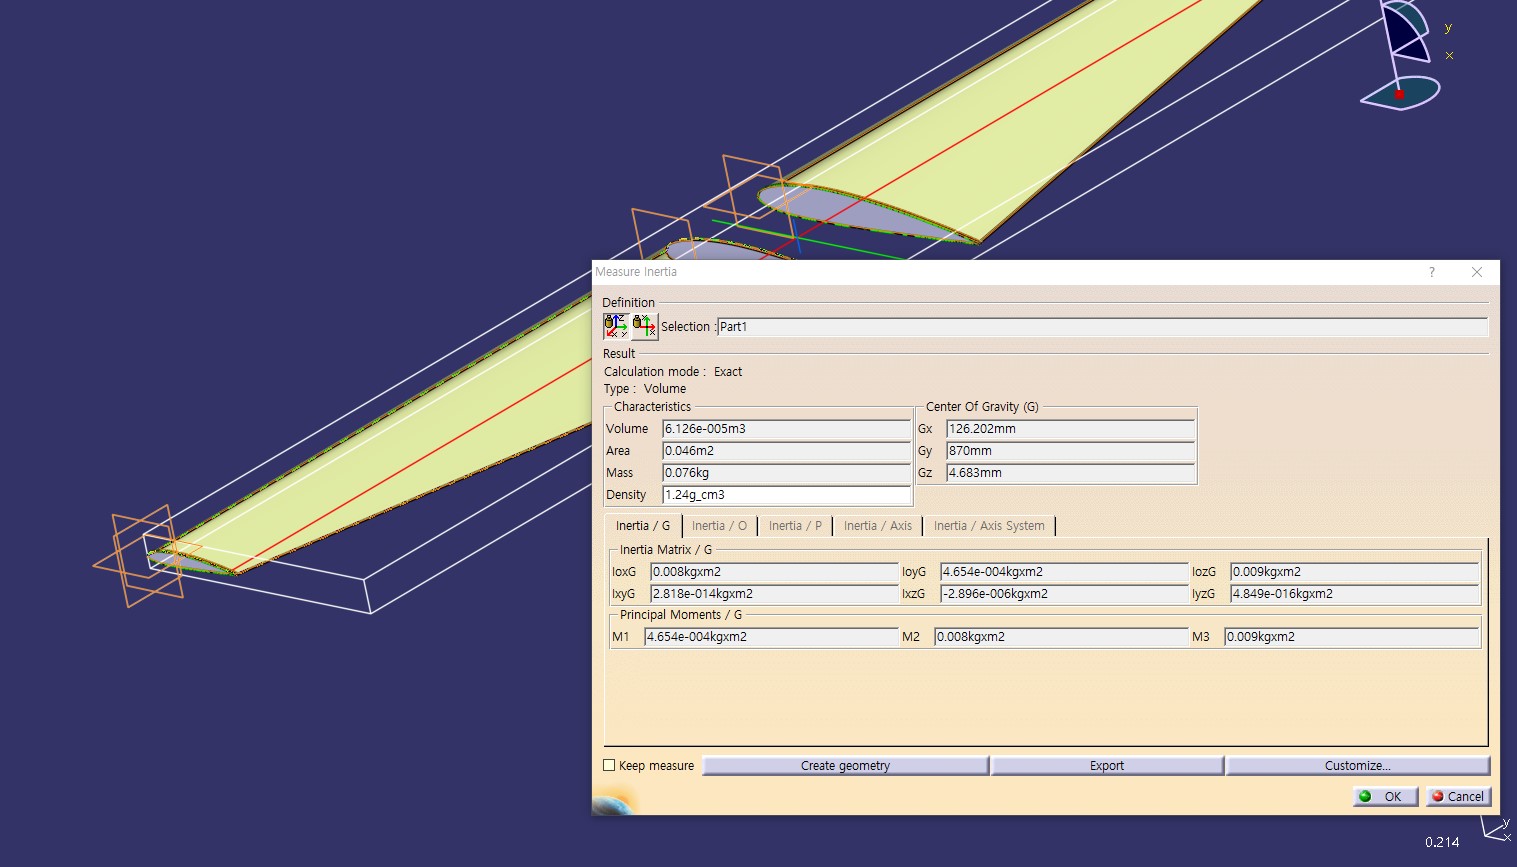 y
x
Measure Inertia
?
Definition
Selection : Part1
Result
Calculation mode : Exact
Type : Volume
Characteristics
Center Of Gravity (G)
Volume 6.126e-005m3
Gx 126.202mm
Area 0.046m2
Gy 870mm
Mass 0.076kg
Gz 4.683mm
Density 1.24g_cm3
Inertia / G Inertia / O Inertia / P Inertia / Axis Inertia / Axis System
Inertia Matrix / G
IoxG 0.008kgxm2 IoyG 4.654e-004kgxm2 IozG 0.009kgxm2
IxyG 2.818e-014kgxm2 IxzG -2.896e-006kgxm2 IyzG 4.849e-016kgxm2
Principal Moments / G
M1 4.654e-004kgxm2 M2 0.008kgxm2 M3 0.009kgxm2
Keep measure Create geometry Export Customize...
OK Cancel
0.214
y
x